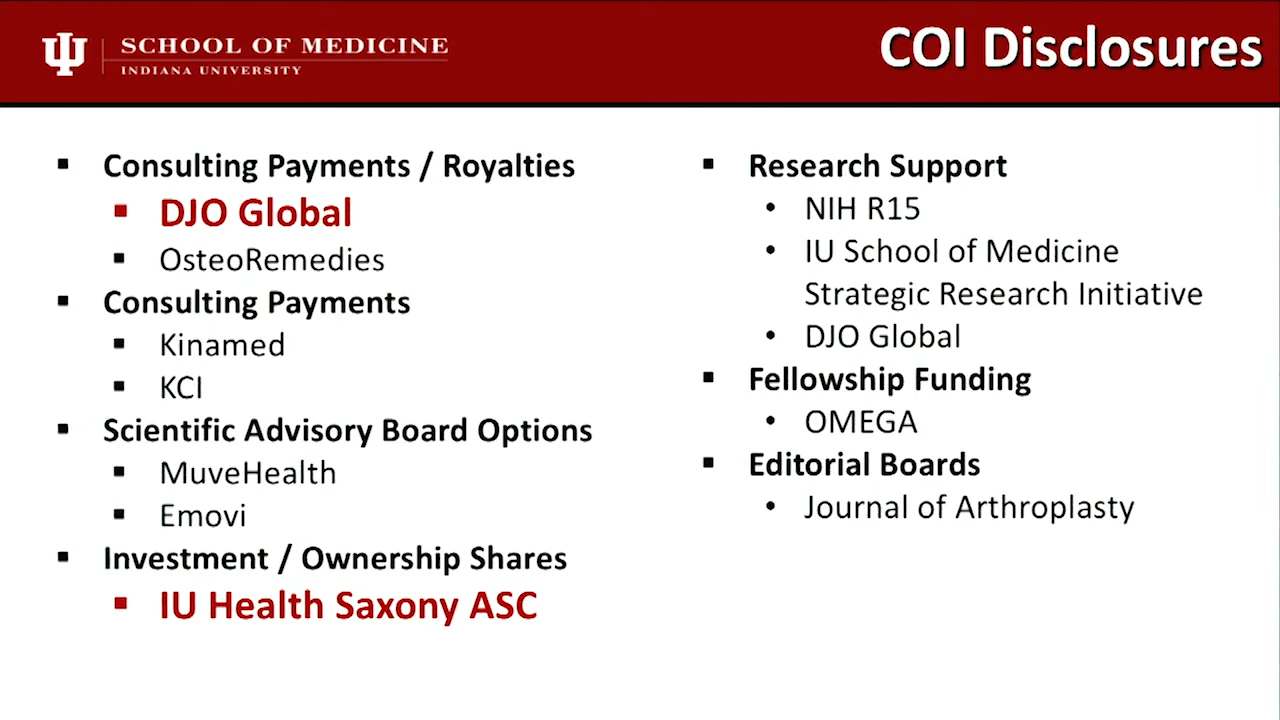 SCHOOL OF MEDICINE
INDIANA UNIVERSITY
COI Disclosures
Consulting Payments / Royalties
DJO Global
OsteoRemedies
Consulting Payments
Kinamed
KCI
Scientific Advisory Board Options
MuveHealth
Emovi
Investment / Ownership Shares
IU Health Saxony ASC
Research Support
NIH R15
IU School of Medicine
Strategic Research Initiative
DJO Global
Fellowship Funding
OMEGA
Editorial Boards
Journal of Arthroplasty